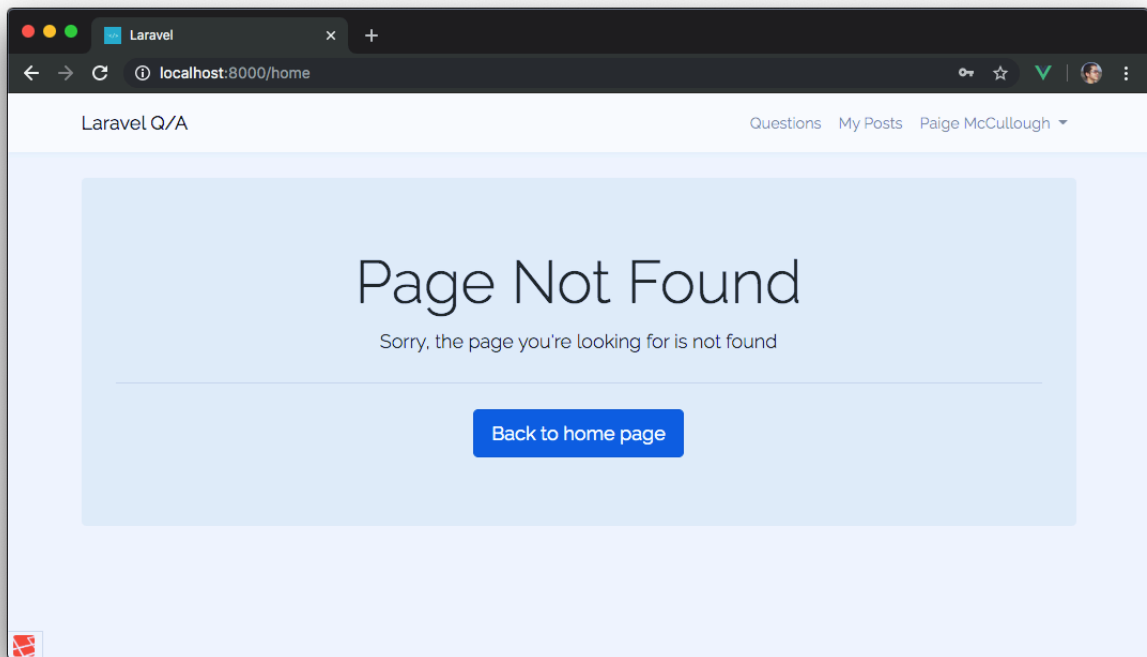 Laravel
localhost:8000/home
Laravel Q/A
Questions My Posts Paige McCullough
Page Not Found
Sorry, the page you're looking for is not found
Back to home page